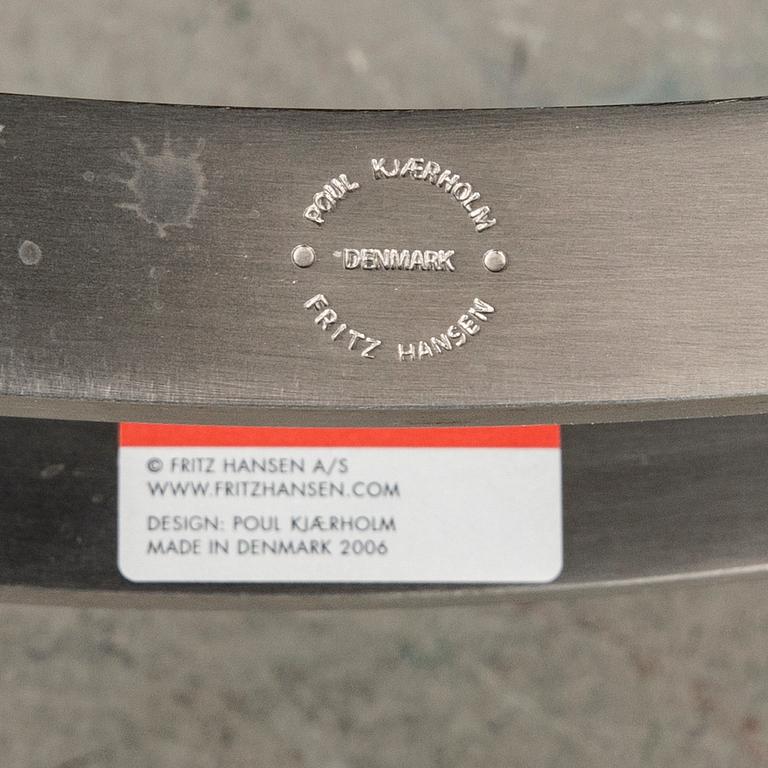 POUL KJÆRHOLM
DENMARK
FRITZ HANSEN
© FRITZ HANSEN A/S
WWW.FRITZHANSEN.COM
DESIGN: POUL KJÆRHOLM
MADE IN DENMARK 2006